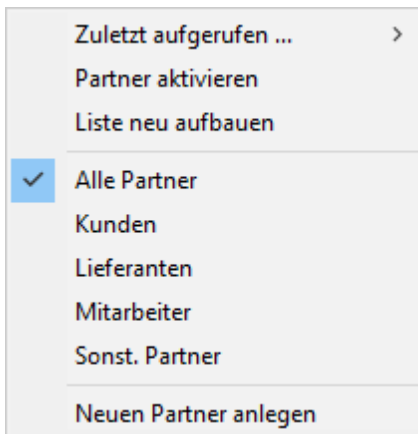 Zuletzt aufgerufen ...
Partner aktivieren
Liste neu aufbauen
Alle Partner
Kunden
Lieferanten
Mitarbeiter
Sonst. Partner
Neuen Partner anlegen